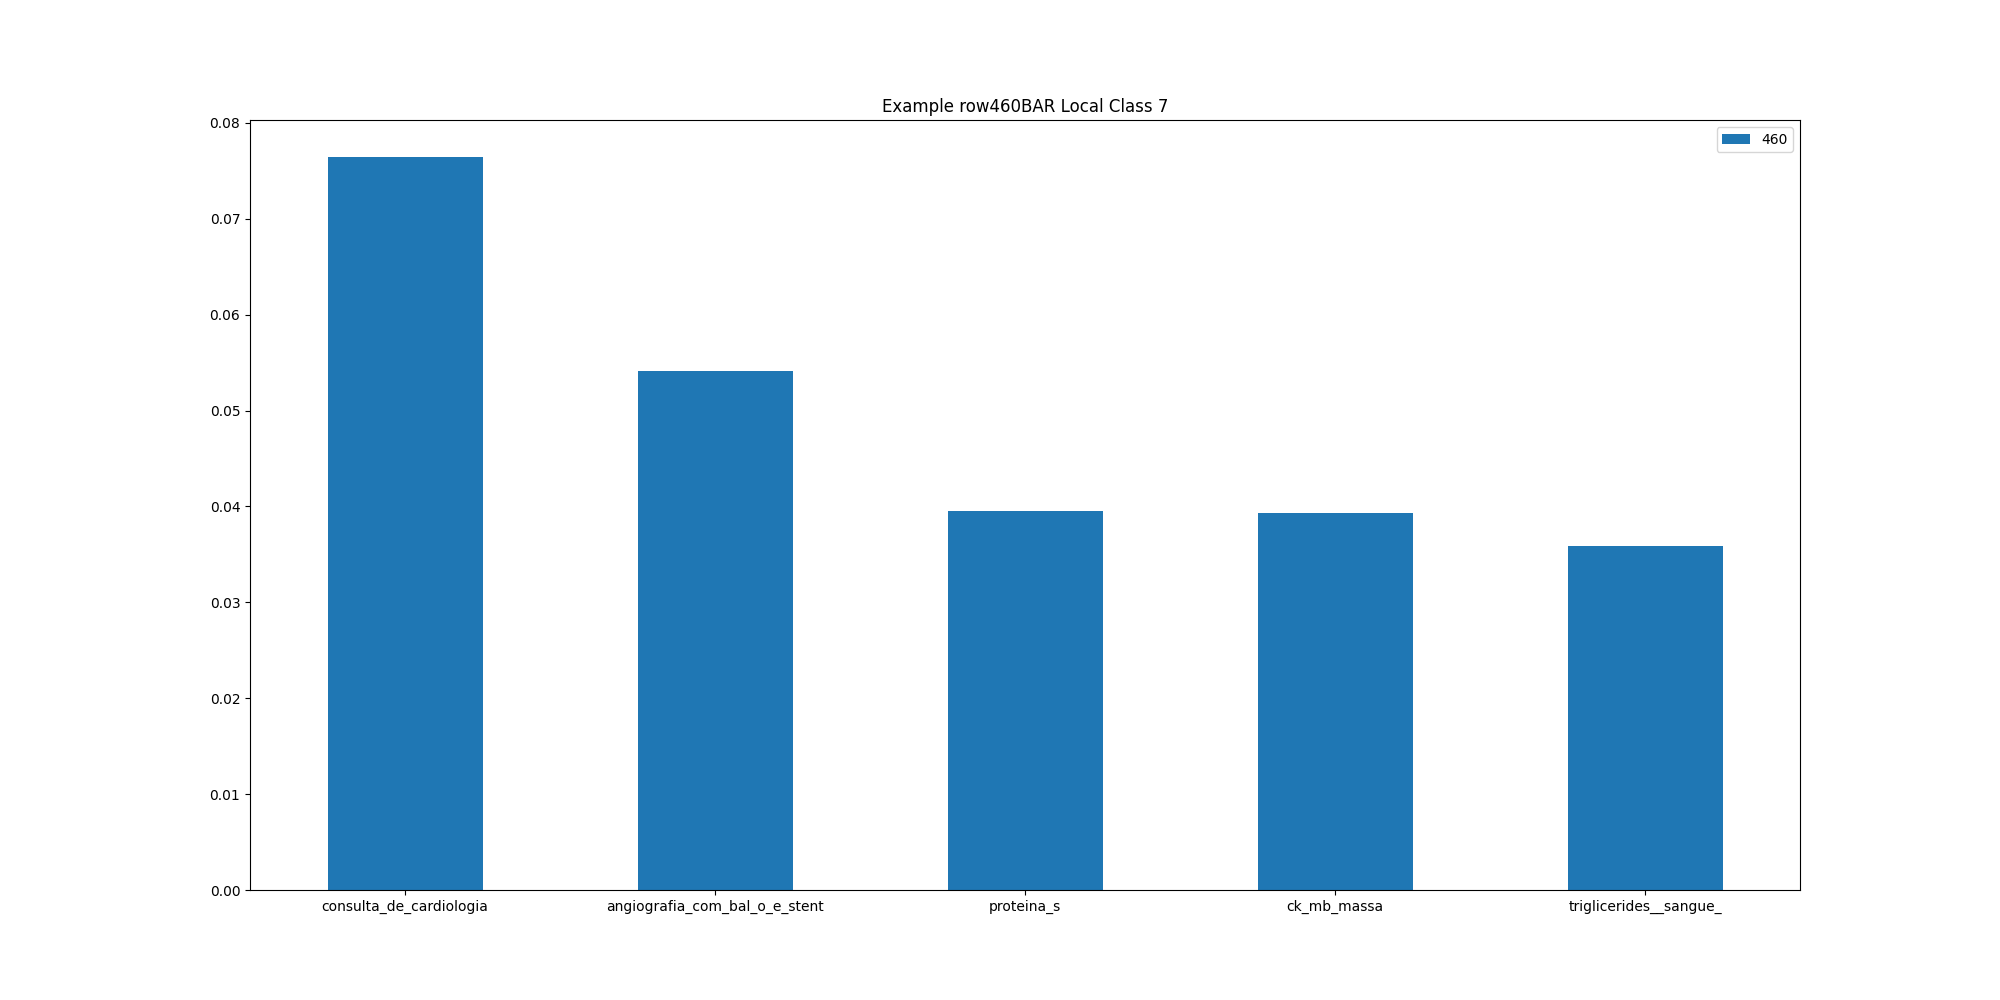 Example row460BAR Local Class 7
460
0.08
0.07
0.06
0.05
0.04
0.03
0.02
0.01
0.00
consulta_de_cardiologia
angiografia_com_bal_o_e_stent
proteina_s
ck_mb_massa
triglicerides__sangue_